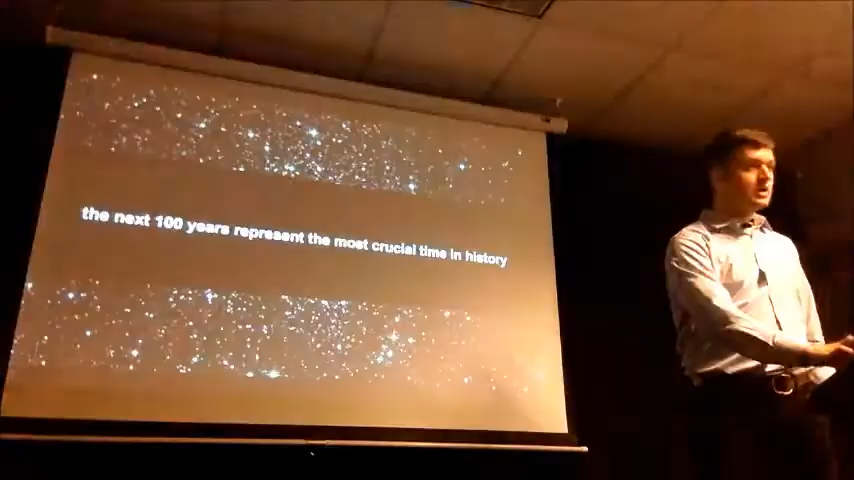 the next 100 years represent the most crucial time in history